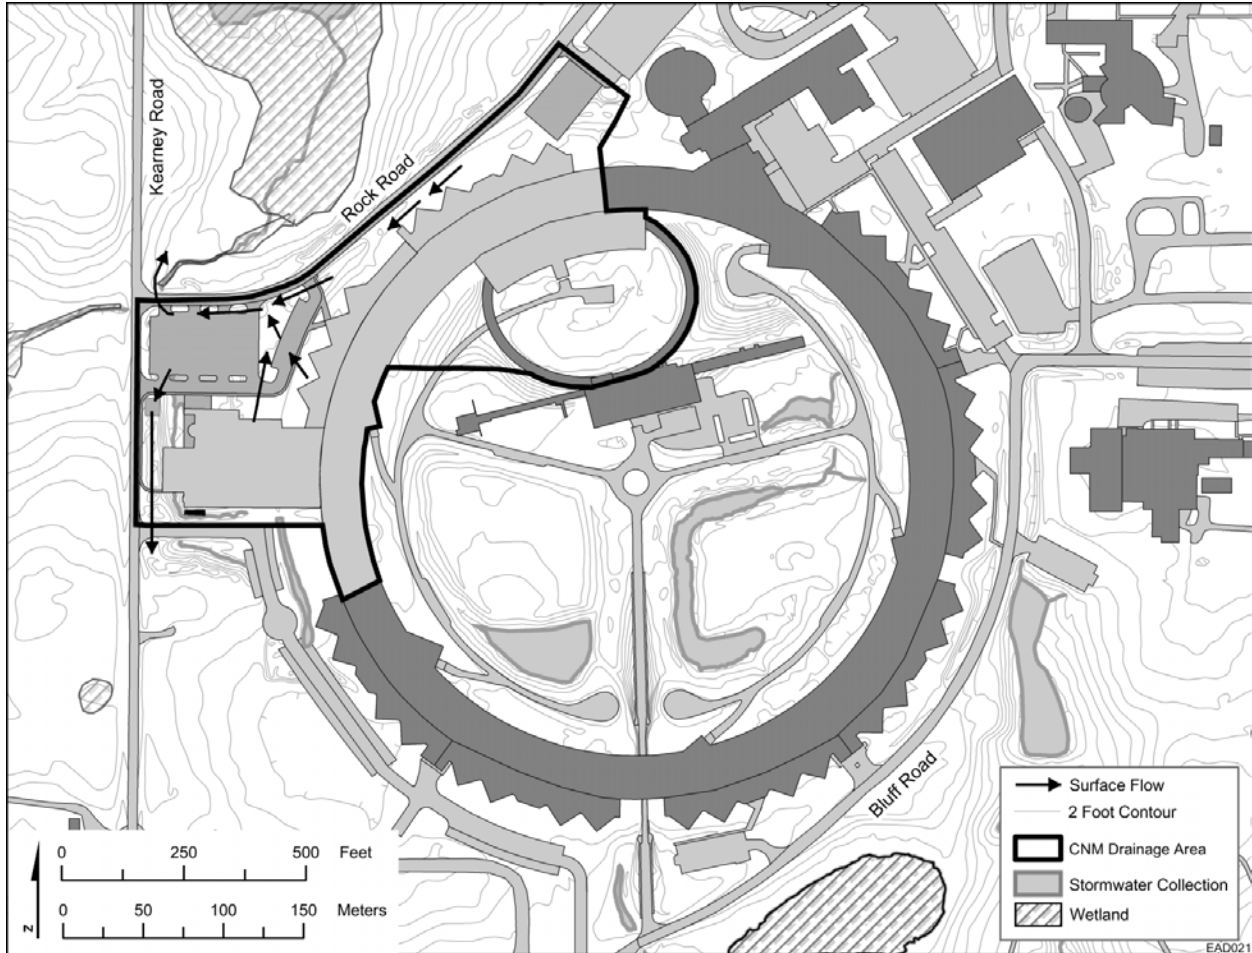 Kearney Road
Rock Road
Bluff Road
Surface Flow
2 Foot Contour
CNM Drainage Area
Stormwater Collection
Wetland
0 250 500 Feet
0 50 100 150 Meters
N
EAD021